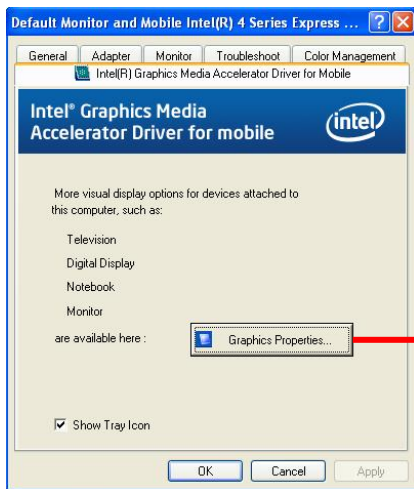 Default Monitor and Mobile Intel(R) 4 Series Express ...
General Adapter Monitor Troubleshoot Color Management
Intel(R) Graphics Media Accelerator Driver for Mobile
Intel® Graphics Media
Accelerator Driver for mobile
intel
More visual display options for devices attached to
this computer, such as:
Television
Digital Display
Notebook
Monitor
are available here :
Graphics Properties...
Show Tray Icon
OK Cancel Apply